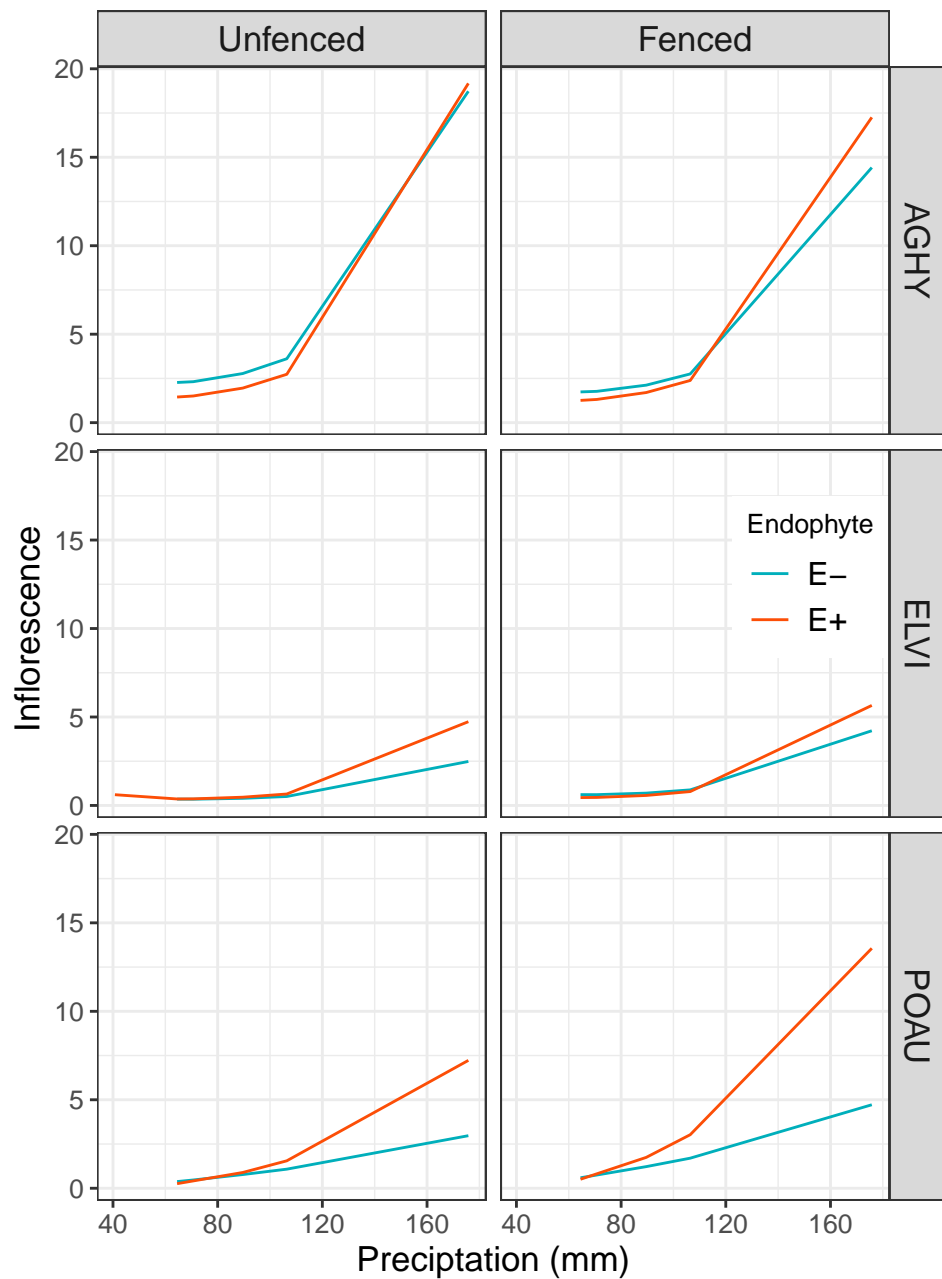 Unfenced Fenced
20
15
10
5
0
AGHY
20
15
10
5
0
ELVI
Endophyte
E−
E+
20
15
10
5
0
POAU
Inflorescence
40 80 120 160 40 80 120 160
Preciptation (mm)